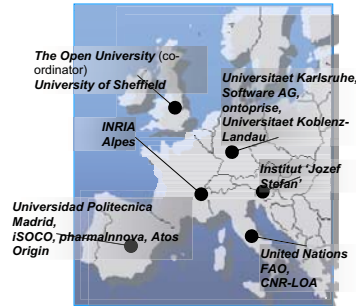 The Open University (co-
ordinator)
University of Sheffield
Universitaet Karlsruhe,
Software AG,
ontoprise,
Universitaet Koblenz-
Landau
INRIA
Alpes
Institut 'Jozef
Stefan'
Universidad Politecnica
Madrid,
iSOCO, pharmaInnova, Atos
Origin
United Nations
FAO,
CNR-LOA